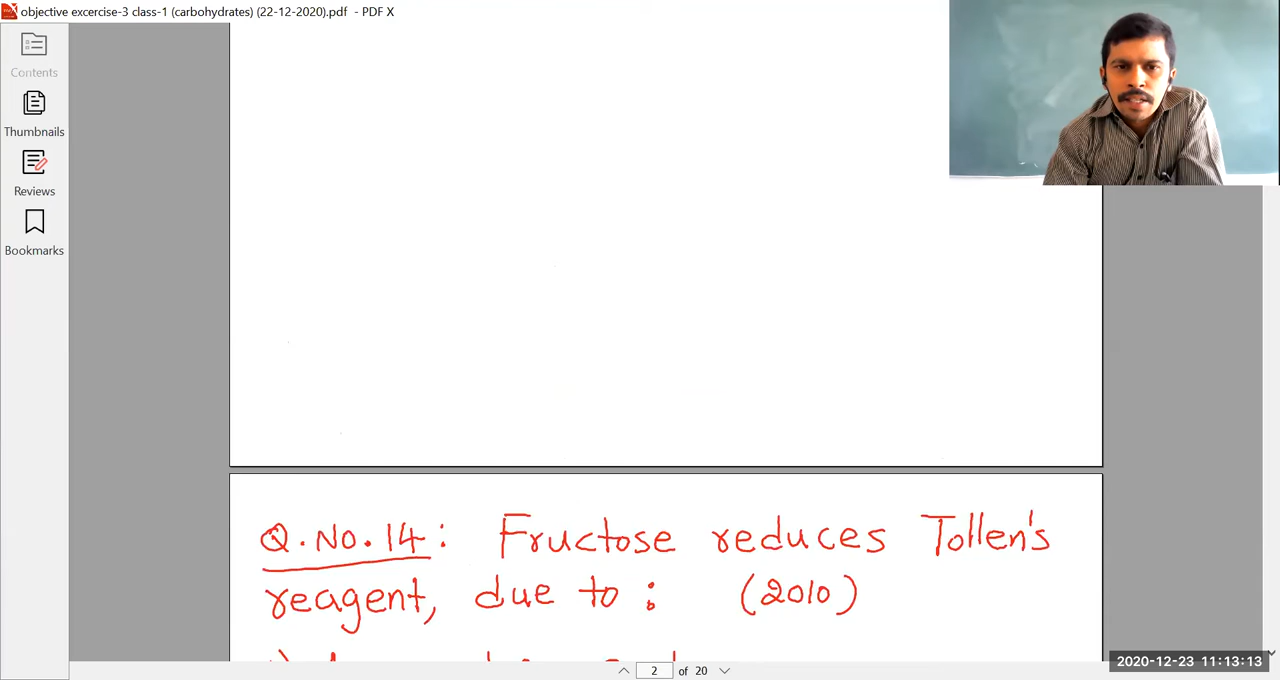 objective excercise-3 class-1 (carbohydrates) (22-12-2020).pdf - PDF X
Contents
Thumbnails
Reviews
Bookmarks
Q.No.14: Fructose reduces Tollen's
reagent, due to: (2010)
2 of 20
2020-12-23 11:13:13